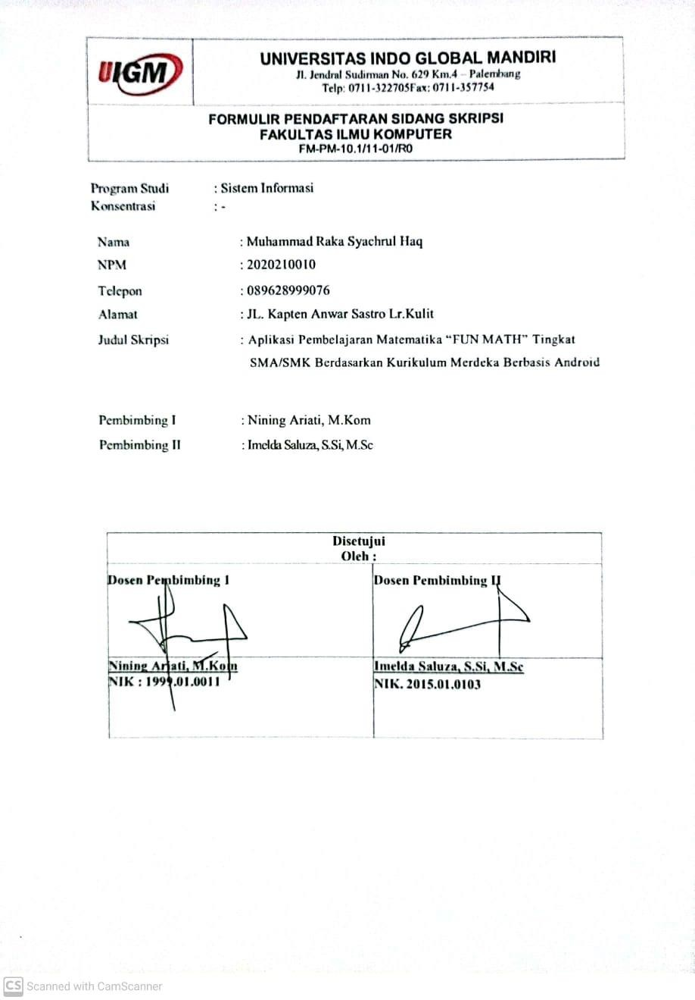 UIGM
UNIVERSITAS INDO GLOBAL MANDIRI
Jl. Jendral Sudirman No. 629 Km.4 – Palembang
Telp: 0711-322705Fax: 0711-357754
FORMULIR PENDAFTARAN SIDANG SKRIPSI
FAKULTAS ILMU KOMPUTER
FM-PM-10.1/11-01/R0
Program Studi : Sistem Informasi
Konsentrasi : -
Nama : Muhammad Raka Syachrul Haq
NPM : 2020210010
Telepon : 089628999076
Alamat : JL. Kapten Anwar Sastro Lr.Kulit
Judul Skripsi : Aplikasi Pembelajaran Matematika “FUN MATH” Tingkat
SMA/SMK Berdasarkan Kurikulum Merdeka Berbasis Android
Pembimbing I : Nining Ariati, M.Kom
Pembimbing II : Imelda Saluza, S.Si, M.Sc
Disetujui
Oleh :
Dosen Pembimbing I
Dosen Pembimbing II
Nining Ariati, M.Kom
Imelda Saluza, S.Si, M.Sc
NIK : 1999.01.0011
NIK. 2015.01.0103
CS Scanned with CamScanner